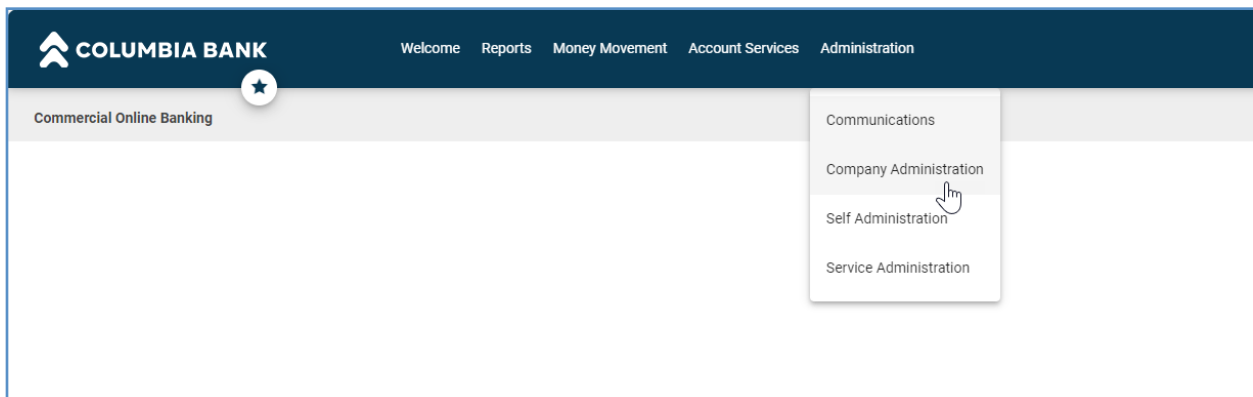 COLUMBIA BANK
Welcome Reports Money Movement Account Services Administration
Commercial Online Banking
Communications
Company Administration
Self Administration
Service Administration